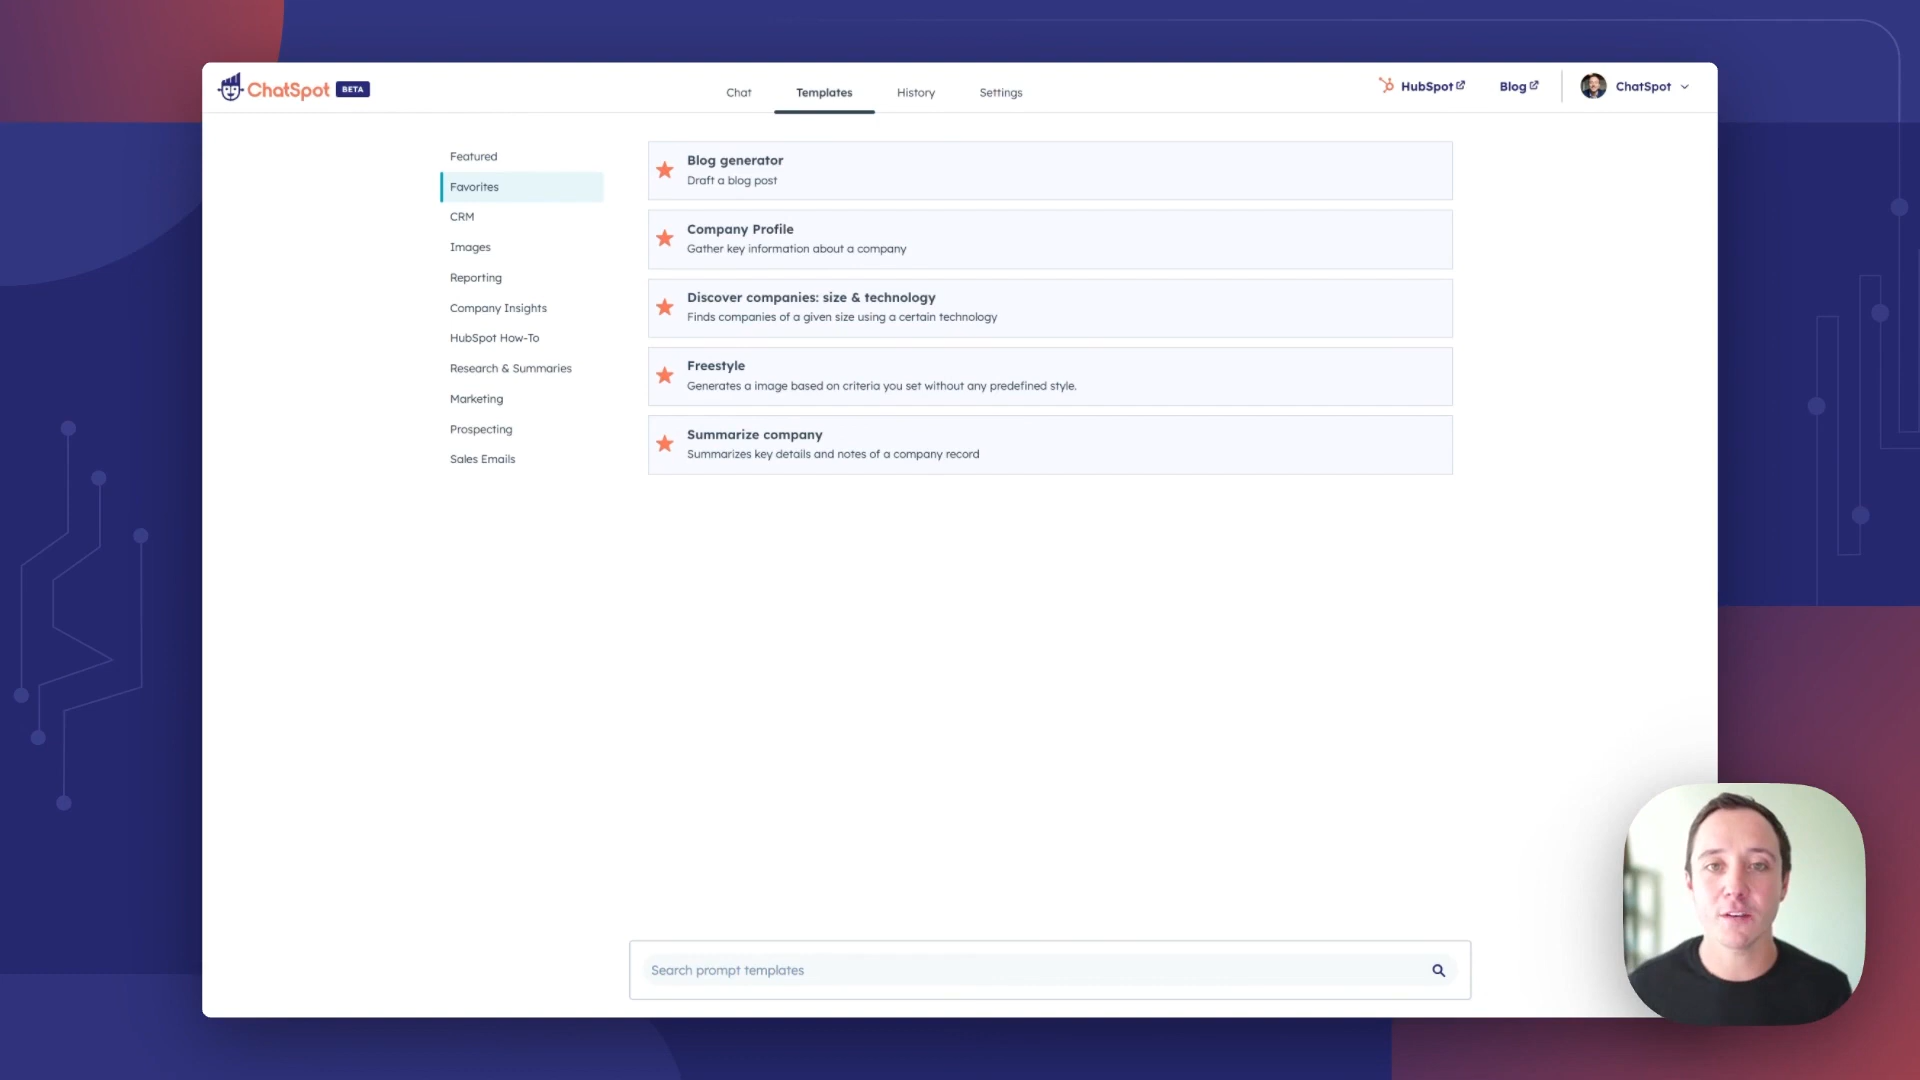 ChatSpot BETA
Chat
Templates
History
Settings
HubSpot
Blog
ChatSpot
Featured
Favorites
CRM
Images
Reporting
Company Insights
HubSpot How-To
Research & Summaries
Marketing
Prospecting
Sales Emails
Blog generator
Draft a blog post
Company Profile
Gather key information about a company
Discover companies: size & technology
Finds companies of a given size using a certain technology
Freestyle
Generates a image based on criteria you set without any predefined style.
Summarize company
Summarizes key details and notes of a company record
Search prompt templates